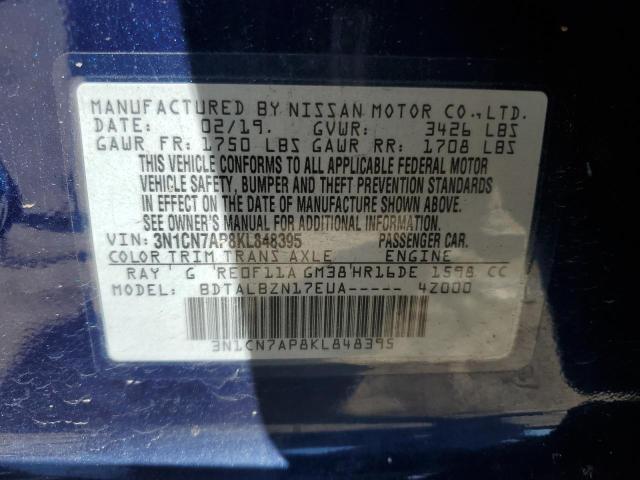 MANUFACTURED BY NISSAN MOTOR CO.,LTD.
DATE: 02/19. GVWR: 3426 LBS
GAWR FR: 1750 LBS GAWR RR: 1708 LBS
THIS VEHICLE CONFORMS TO ALL APPLICABLE FEDERAL MOTOR
VEHICLE SAFETY, BUMPER AND THEFT PREVENTION STANDARDS
IN EFFECT ON THE DATE OF MANUFACTURE SHOWN ABOVE.
SEE OWNER'S MANUAL FOR ADDITIONAL INFORMATION
VIN: 3N1CN7AP8KL848395 PASSENGER CAR.
COLOR TRIM TRANS AXLE ENGINE
RAY G RE0F11A GM38 HR16DE 1598 CC
MODEL: BDTALBZN17EUA----- 4Z000
3N1CN7AP8KL848395